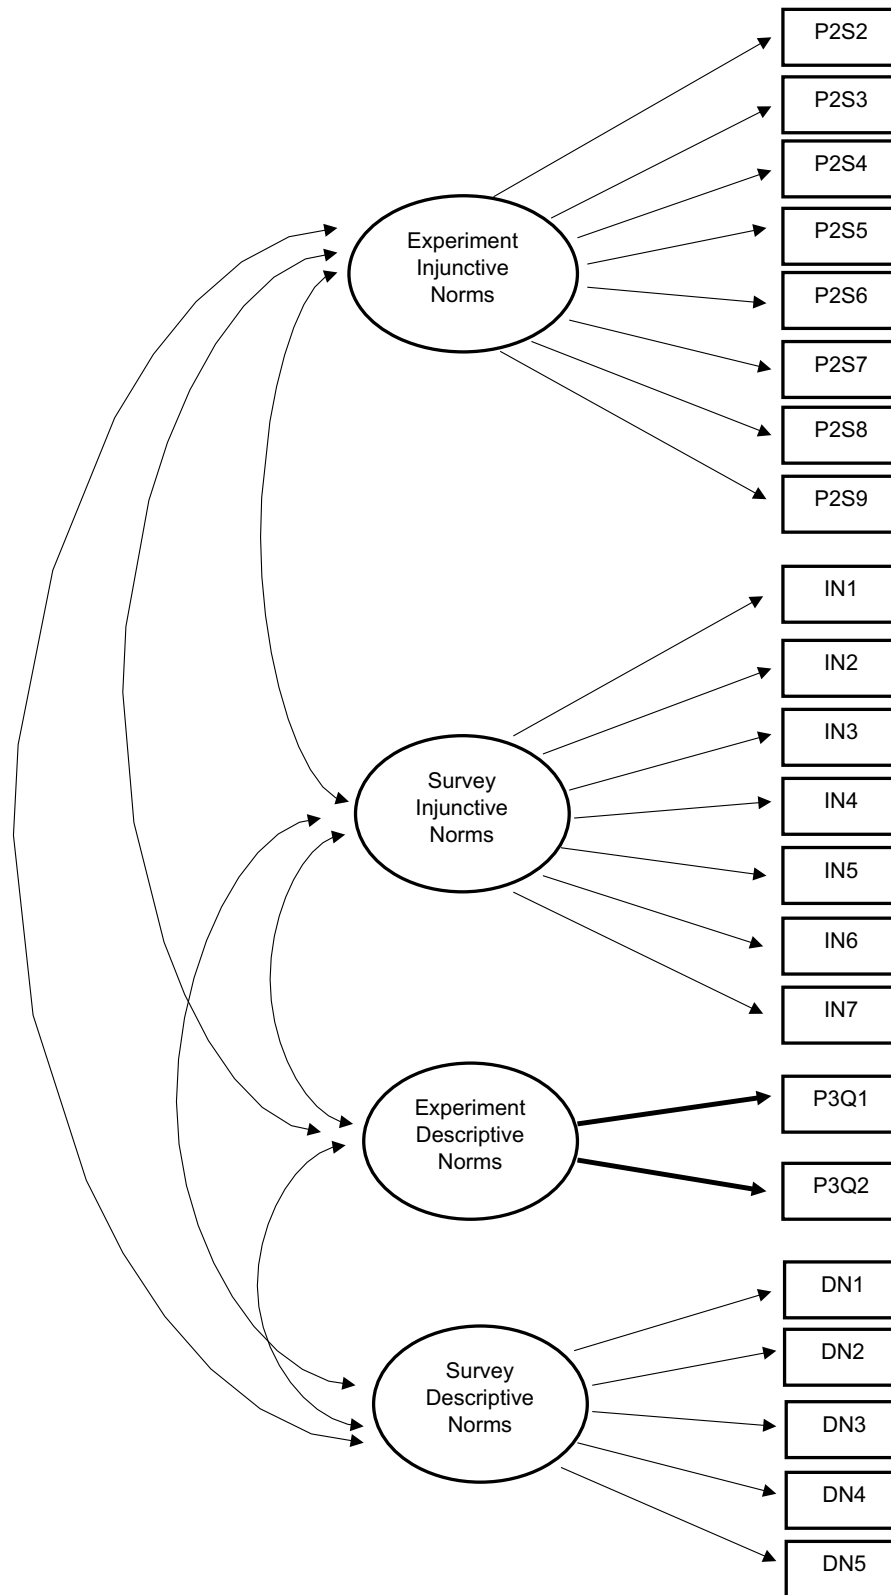 P2S2
P2S3
P2S4
P2S5
Experiment
Injunctive
Norms
P2S6
P2S7
P2S8
P2S9
IN1
IN2
IN3
Survey
Injunctive
Norms
IN4
IN5
IN6
IN7
Experiment
Descriptive
Norms
P3Q1
P3Q2
DN1
DN2
Survey
Descriptive
Norms
DN3
DN4
DN5